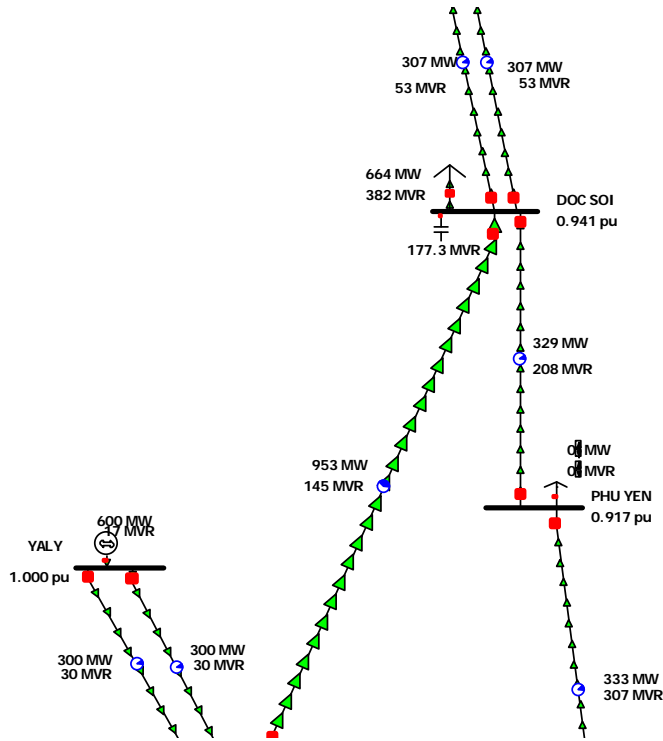 307 MW
53 MVR
307 MW
53 MVR
664 MW
382 MVR
DOC SOI
0.941 pu
177.3 MVR
329 MW
208 MVR
953 MW
145 MVR
MW
MVR
PHU YEN
0.917 pu
600 MW
17 MVR
YALY
1.000 pu
300 MW
30 MVR
300 MW
30 MVR
333 MW
307 MVR